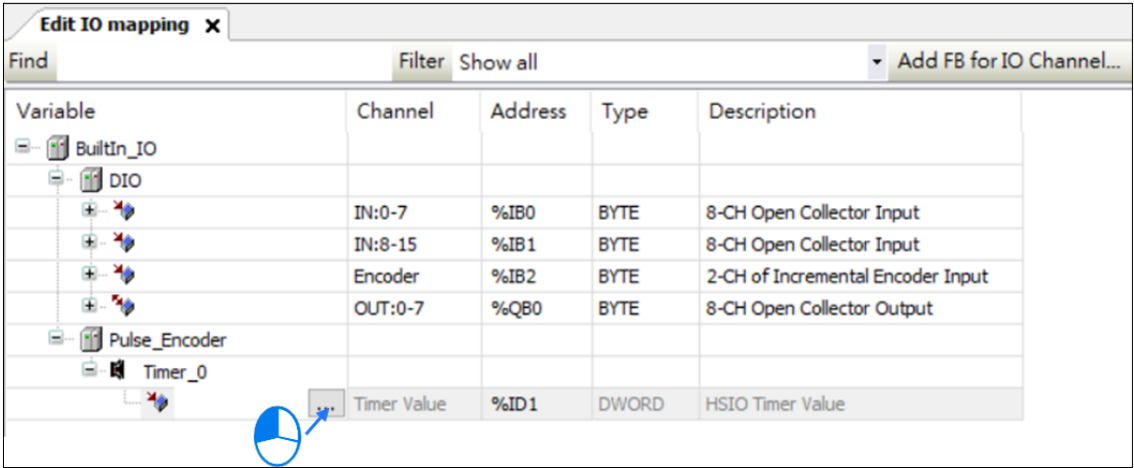 Edit IO mapping
Find Filter Show all Add FB for IO Channel...
Variable Channel Address Type Description
BuiltIn_IO
DIO
IN:0-7 %IB0 BYTE 8-CH Open Collector Input
IN:8-15 %IB1 BYTE 8-CH Open Collector Input
Encoder %IB2 BYTE 2-CH of Incremental Encoder Input
OUT:0-7 %QB0 BYTE 8-CH Open Collector Output
Pulse_Encoder
Timer_0
... Timer Value %ID1 DWORD HSIO Timer Value